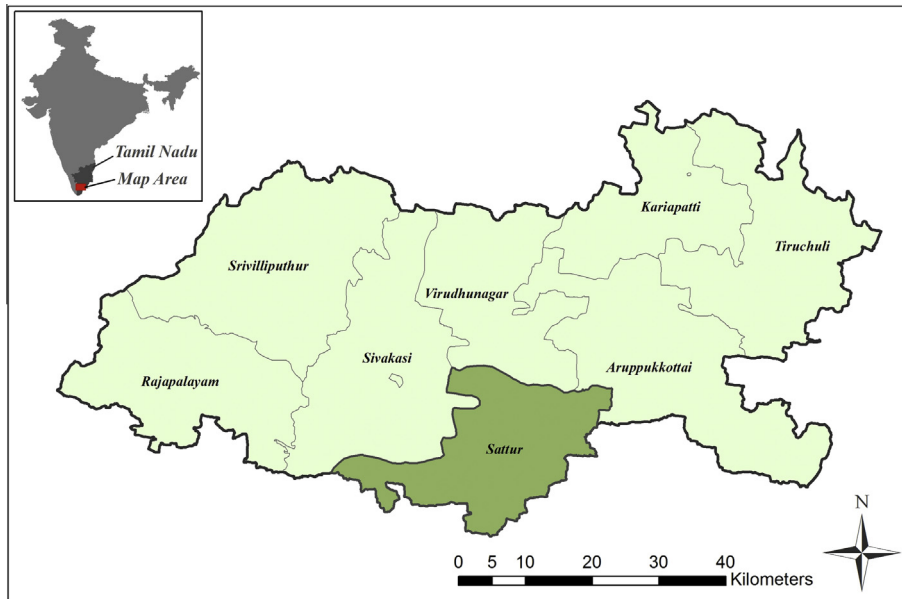 Tamil Nadu
Map Area
Kariapatti
Tiruchuli
Srivilliputhur
Virudhunagar
Sivakasi
Aruppukkottai
Rajapalayam
Sattur
N
0 5 10 20 30 40
Kilometers